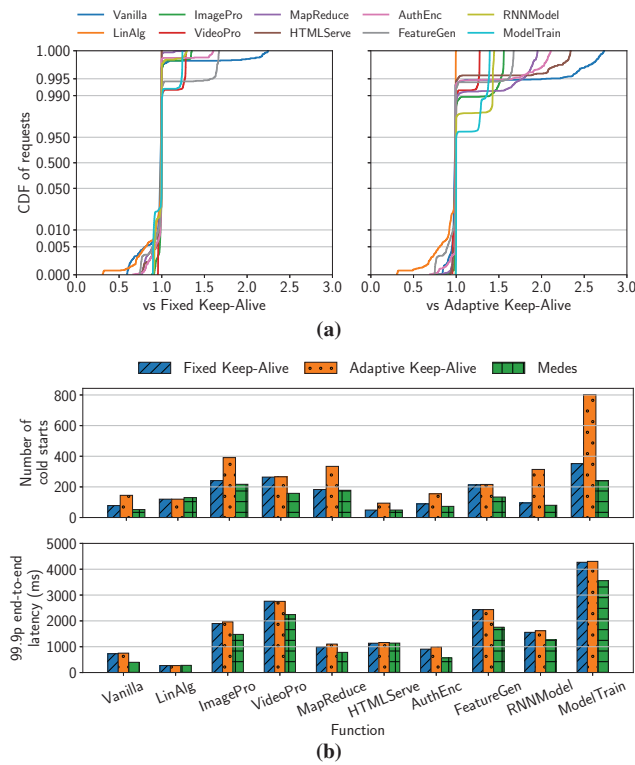 Vanilla ImagePro MapReduce AuthEnc RNNModel
LinAlg VideoPro HTMLServe FeatureGen ModelTrain
CDF of requests
1.000
0.995
0.990
0.950
0.500
0.050
0.010
0.005
0.000
0.0 0.5 1.0 1.5 2.0 2.5 3.0
vs Fixed Keep-Alive
0.0 0.5 1.0 1.5 2.0 2.5 3.0
vs Adaptive Keep-Alive
(a)
Fixed Keep-Alive Adaptive Keep-Alive Medes
Number of
cold starts
800
600
400
200
0
99.9p end-to-end
latency (ms)
5000
4000
3000
2000
1000
0
Vanilla LinAlg ImagePro VideoPro MapReduce HTMLServe AuthEnc FeatureGen RNNModel ModelTrain
Function
(b)